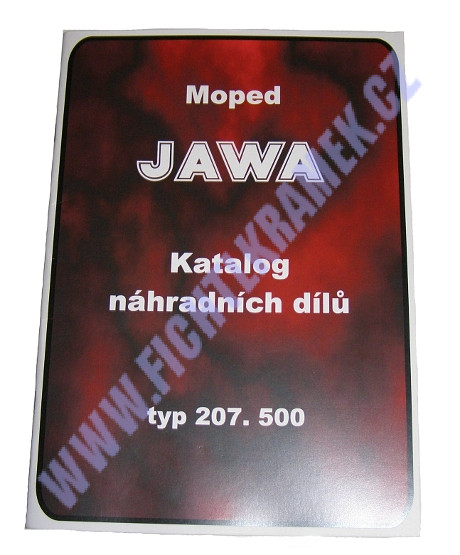 Moped
JAWA
Katalog
náhradních dílů
typ 207. 500
WWW.FICHTLKRAMEK.CZ